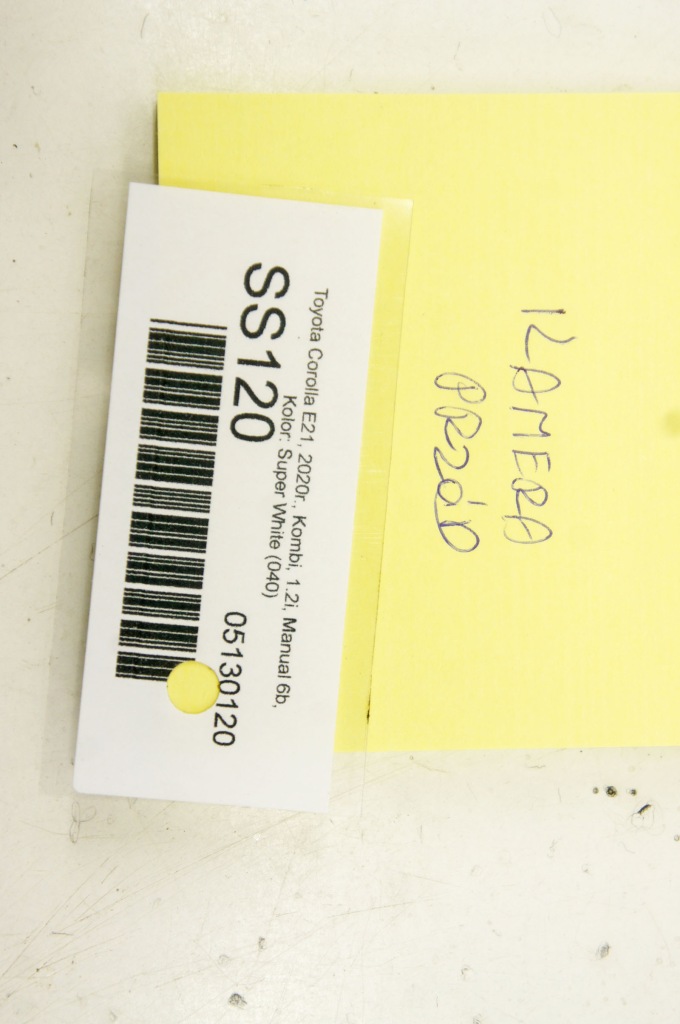 KAMERA
PRZÓD
Toyota Corolla E21, 2020r., Kombi, 1.2i, Manual 6b,
Kolor: Super White (040)
SS120
05130120